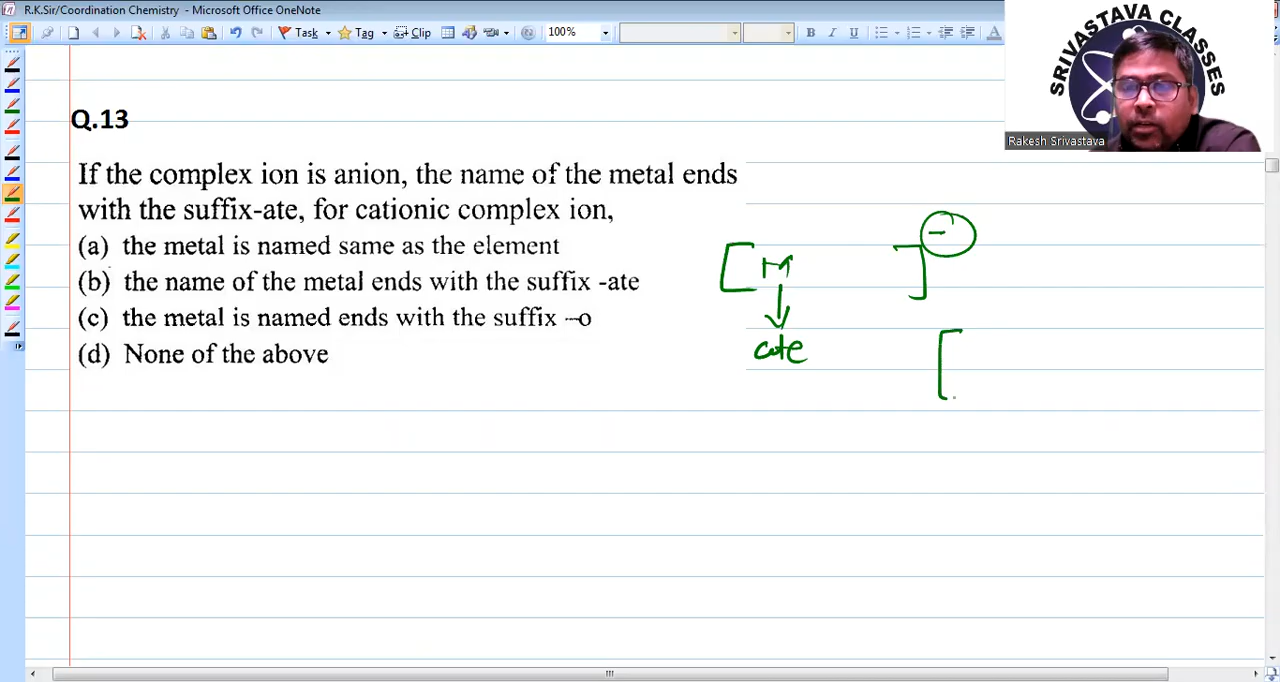 R.K.Sir/Coordination Chemistry - Microsoft Office OneNote
Task Tag Clip 100% B I U A
SRIVASTAVA CLASSES
Rakesh Srivastava
Q.13
If the complex ion is anion, the name of the metal ends
with the suffix-ate, for cationic complex ion,
(a) the metal is named same as the element
(b) the name of the metal ends with the suffix -ate
(c) the metal is named ends with the suffix –o
(d) None of the above
[ M ] -
ate
[